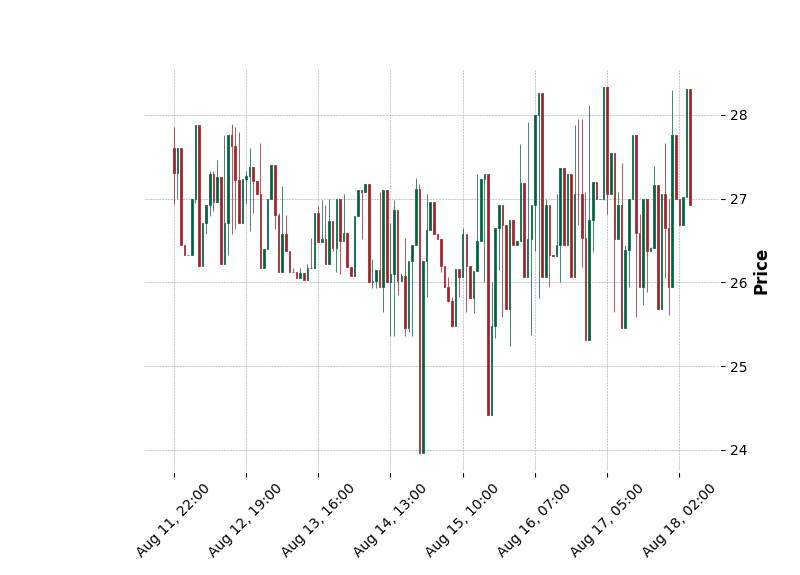 28
27
26
25
24
Price
Aug 11, 22:00
Aug 12, 19:00
Aug 13, 16:00
Aug 14, 13:00
Aug 15, 10:00
Aug 16, 07:00
Aug 17, 05:00
Aug 18, 02:00